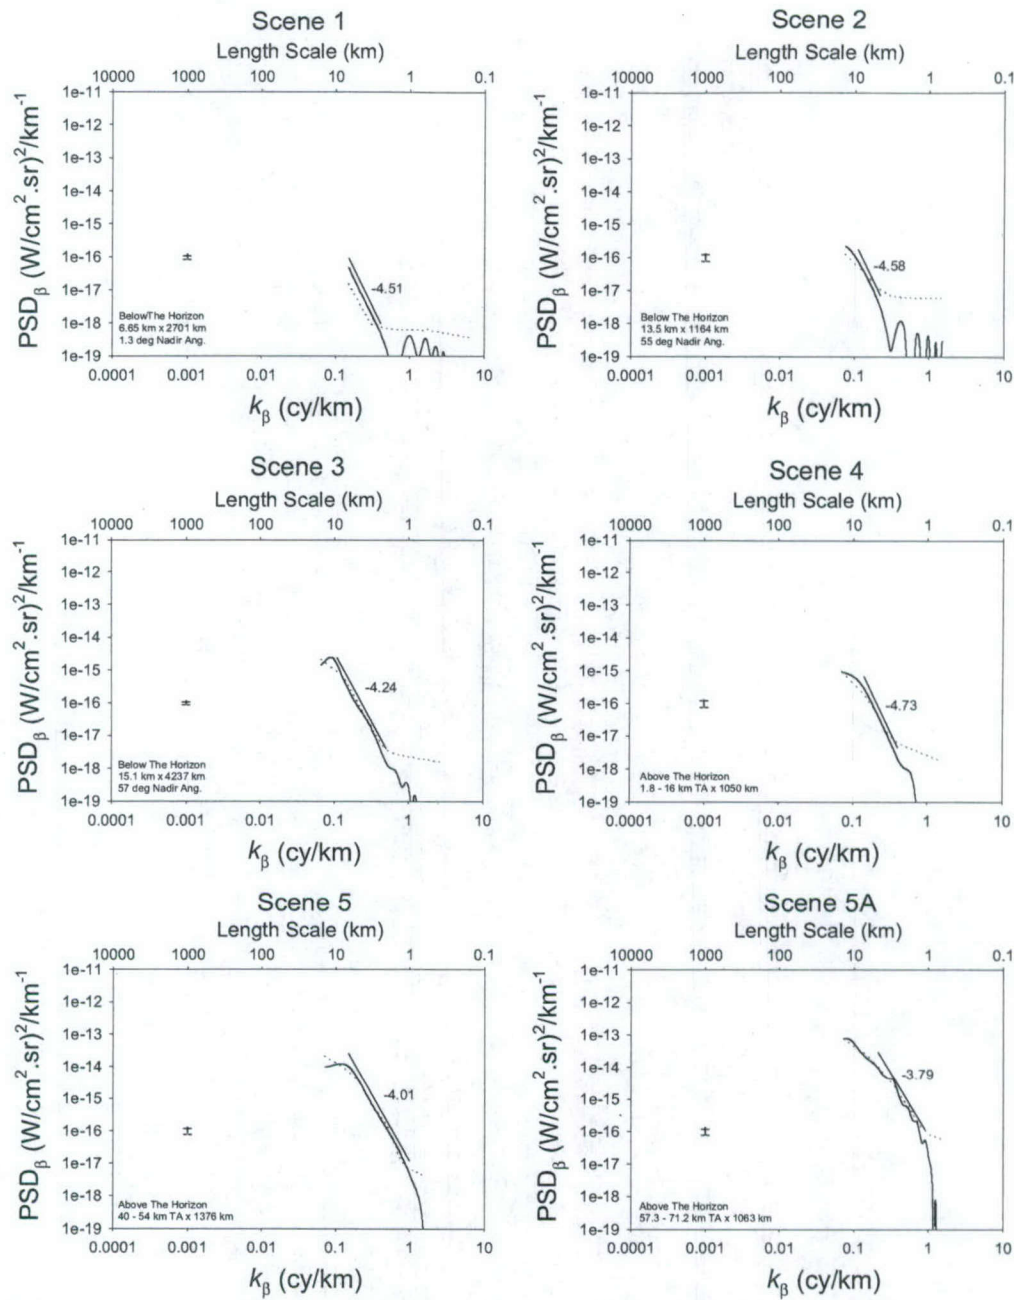 Scene 1
Length Scale (km)
10000 1000 100 10 1 0.1
1e-11
1e-12
1e-13
1e-14
1e-15
1e-16
1e-17
1e-18
1e-19
PSDβ (W/cm².sr)²/km⁻¹
-4.51
BelowThe Horizon
6.65 km x 2701 km
1.3 deg Nadir Ang.
0.0001 0.001 0.01 0.1 1 10
kβ (cy/km)
Scene 2
Length Scale (km)
10000 1000 100 10 1 0.1
1e-11
1e-12
1e-13
1e-14
1e-15
1e-16
1e-17
1e-18
1e-19
PSDβ (W/cm².sr)²/km⁻¹
-4.58
Below The Horizon
13.5 km x 1164 km
55 deg Nadir Ang.
0.0001 0.001 0.01 0.1 1 10
kβ (cy/km)
Scene 3
Length Scale (km)
10000 1000 100 10 1 0.1
1e-11
1e-12
1e-13
1e-14
1e-15
1e-16
1e-17
1e-18
1e-19
PSDβ (W/cm².sr)²/km⁻¹
-4.24
Below The Horizon
15.1 km x 4237 km
57 deg Nadir Ang.
0.0001 0.001 0.01 0.1 1 10
kβ (cy/km)
Scene 4
Length Scale (km)
10000 1000 100 10 1 0.1
1e-11
1e-12
1e-13
1e-14
1e-15
1e-16
1e-17
1e-18
1e-19
PSDβ (W/cm².sr)²/km⁻¹
-4.73
Above The Horizon
1.8 - 16 km TA x 1050 km
0.0001 0.001 0.01 0.1 1 10
kβ (cy/km)
Scene 5
Length Scale (km)
10000 1000 100 10 1 0.1
1e-11
1e-12
1e-13
1e-14
1e-15
1e-16
1e-17
1e-18
1e-19
PSDβ (W/cm².sr)²/km⁻¹
-4.01
Above The Horizon
40 - 54 km TA x 1376 km
0.0001 0.001 0.01 0.1 1 10
kβ (cy/km)
Scene 5A
Length Scale (km)
10000 1000 100 10 1 0.1
1e-11
1e-12
1e-13
1e-14
1e-15
1e-16
1e-17
1e-18
1e-19
PSDβ (W/cm².sr)²/km⁻¹
-3.79
Above The Horizon
57.3 - 71.2 km TA x 1063 km
0.0001 0.001 0.01 0.1 1 10
kβ (cy/km)